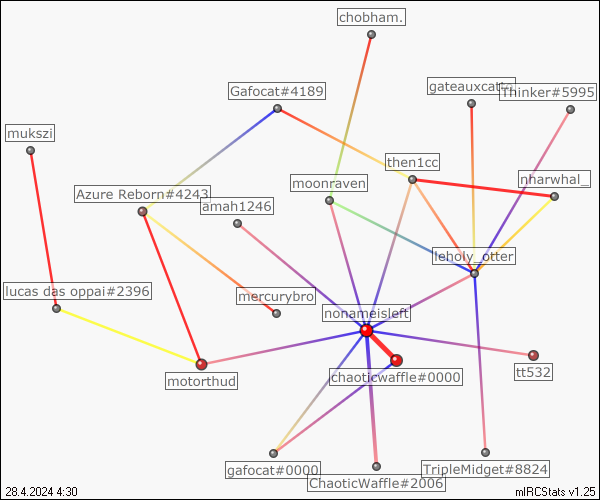 chobham.
Gafocat#4189
gateauxcatto
Thinker#5995
mukszi
then1cc
moonraven
nharwhal_
Azure Reborn#4243
amah1246
leholy_otter
lucas das oppai#2396
mercurybro
nonameisleft
motorthud
chaoticwaffle#0000
tt532
gafocat#0000
ChaoticWaffle#2006
TripleMidget#8824
28.4.2024 4:30
mIRCStats v1.25